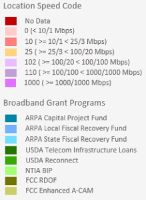 Location Speed Code
No Data
0 (< 10/1 Mbps)
10 ( >= 10/1 < 25/3 Mbps)
25 ( >= 25/3 < 100/20 Mbps)
102 ( >= 100/20 < 100/100 Mbps)
110 ( >= 100/100 < 1000/1000 Mbps)
1000 ( >= 1000/1000 Mbps)
Broadband Grant Programs
ARPA Capital Project Fund
ARPA Local Fiscal Recovery Fund
ARPA State Fiscal Recovery Fund
USDA Telecom Infrastructure Loans
USDA Reconnect
NTIA BIP
FCC RDOF
FCC Enhanced A-CAM